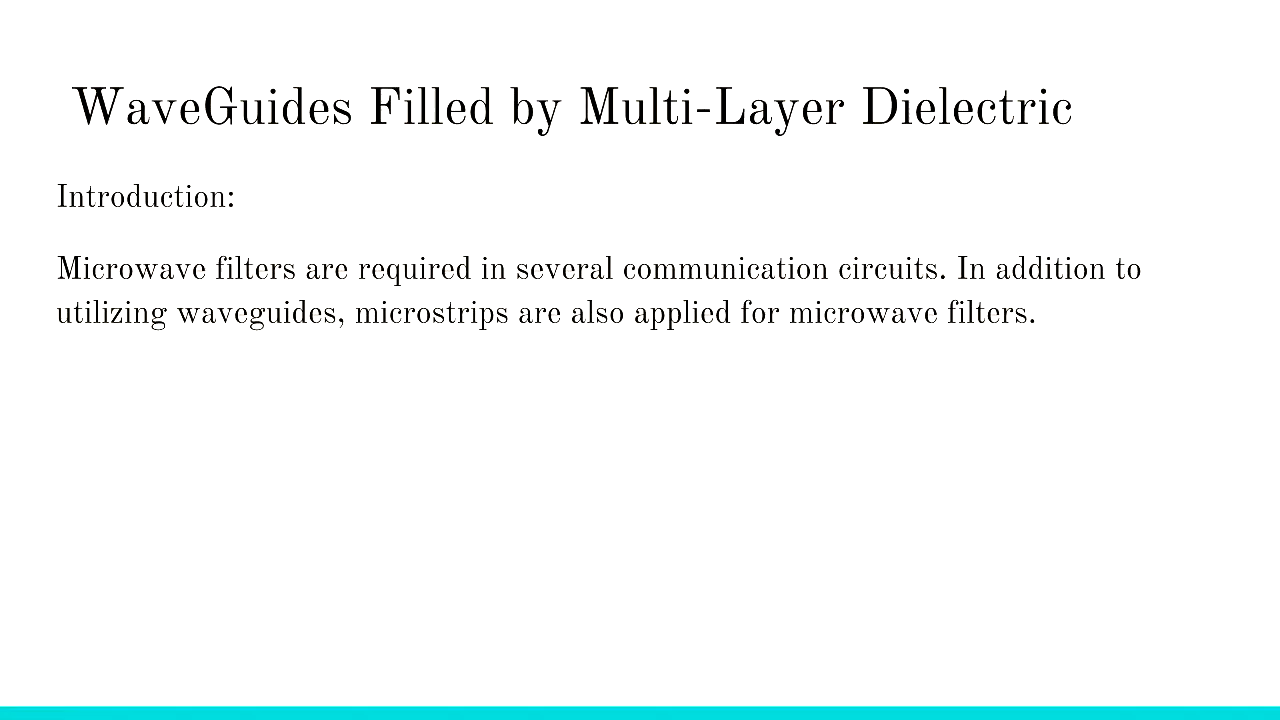 WaveGuides Filled by Multi-Layer Dielectric
Introduction:
Microwave filters are required in several communication circuits. In addition to
utilizing waveguides, microstrips are also applied for microwave filters.